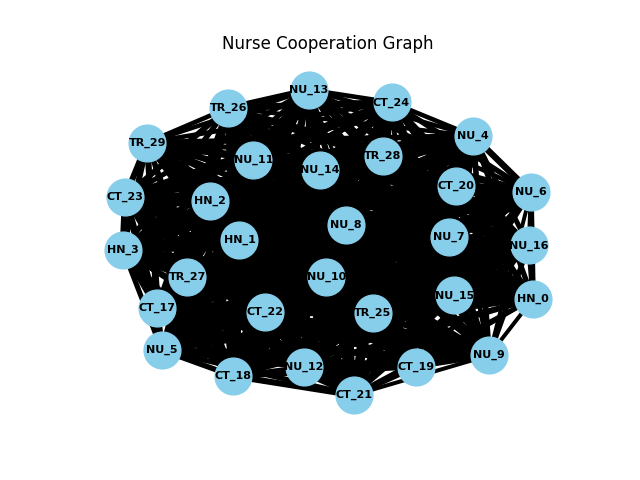 Nurse Cooperation Graph
NU_13
CT_24
TR_26
NU_4
TR_29
TR_28
NU_11
NU_14
CT_20
NU_6
CT_23
HN_2
NU_8
NU_7
HN_1
NU_16
HN_3
TR_27
NU_10
NU_15
HN_0
CT_17
CT_22
TR_25
NU_5
NU_9
NU_12
CT_19
CT_18
CT_21